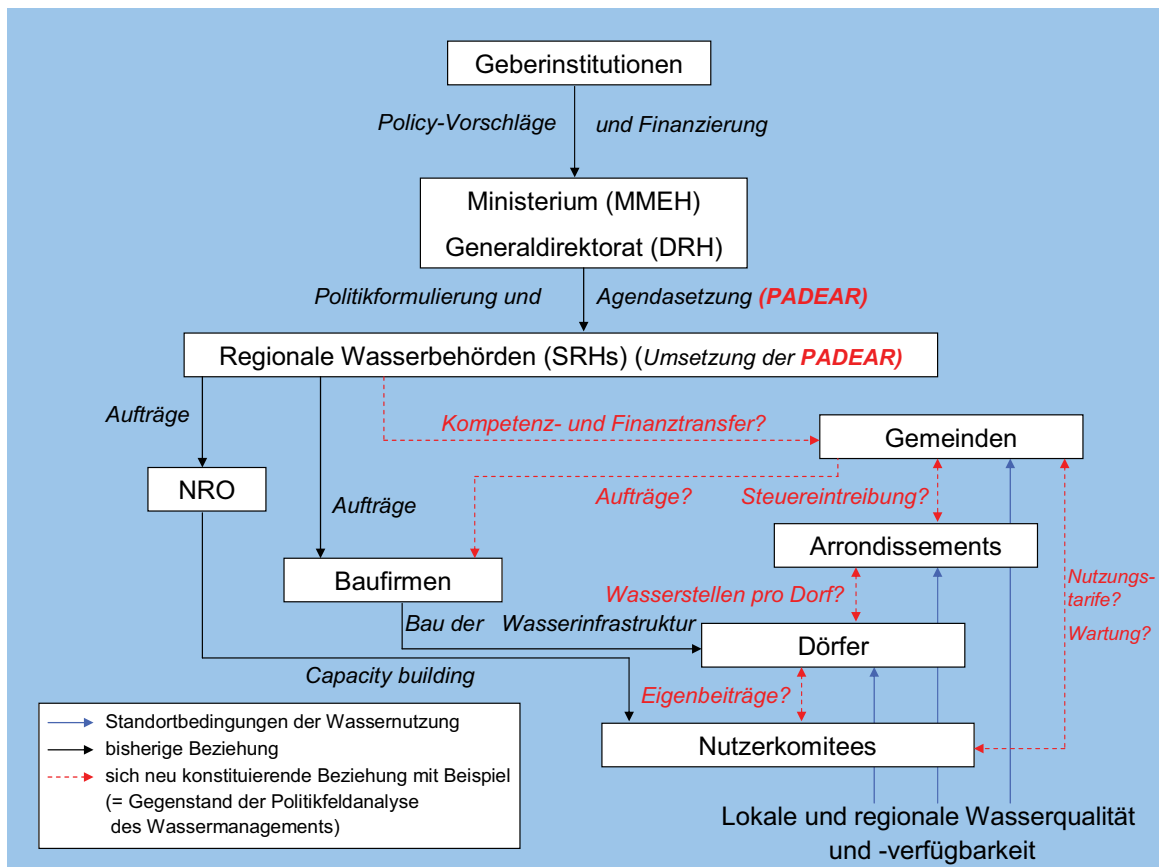 Geberinstitutionen
Policy-Vorschläge und Finanzierung
Ministerium (MMEH)
Generaldirektorat (DRH)
Politikformulierung und Agendasetzung (PADEAR)
Regionale Wasserbehörden (SRHs) (Umsetzung der PADEAR)
Aufträge
Kompetenz- und Finanztransfer?
Gemeinden
NRO
Aufträge
Aufträge?
Steuereintreibung?
Arrondissements
Baufirmen
Wasserstellen pro Dorf?
Nutzungs-
tarife?
Wartung?
Bau der Wasserinfrastruktur
Dörfer
Capacity building
Eigenbeiträge?
Nutzerkomitees
Standortbedingungen der Wassernutzung
bisherige Beziehung
sich neu konstituierende Beziehung mit Beispiel
(= Gegenstand der Politikfeldanalyse
des Wassermanagements)
Lokale und regionale Wasserqualität
und -verfügbarkeit